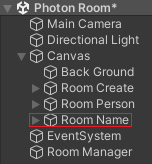 Photon Room*
Main Camera
Directional Light
Canvas
Back Ground
Room Create
Room Person
Room Name
EventSystem
Room Manager